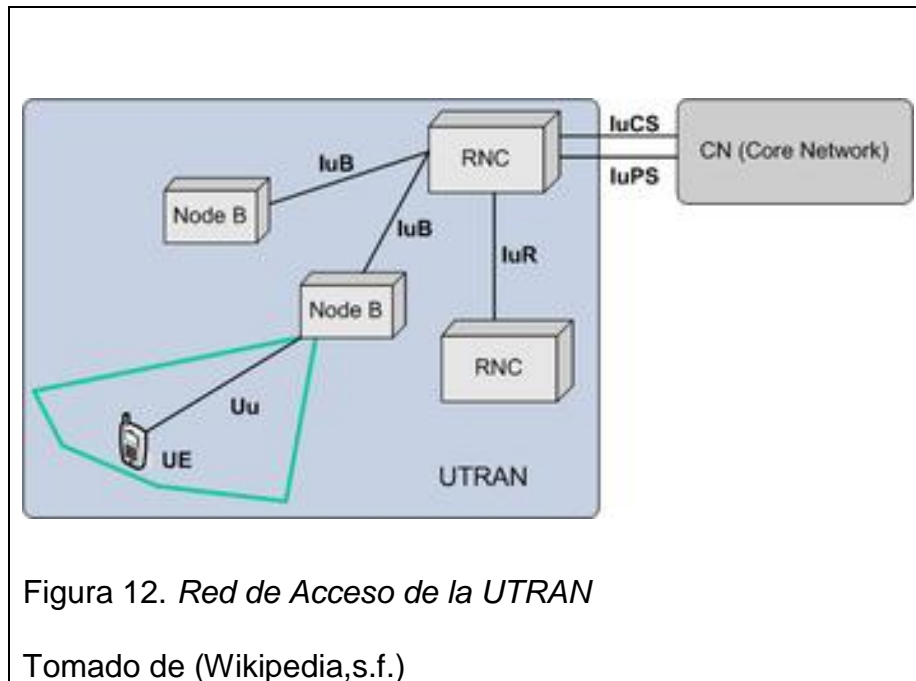 IuCS
RNC
CN (Core Network)
IuB
IuPS
Node B
IuB
IuR
Node B
RNC
Uu
UE
UTRAN
Figura 12. Red de Acceso de la UTRAN
Tomado de (Wikipedia,s.f.)